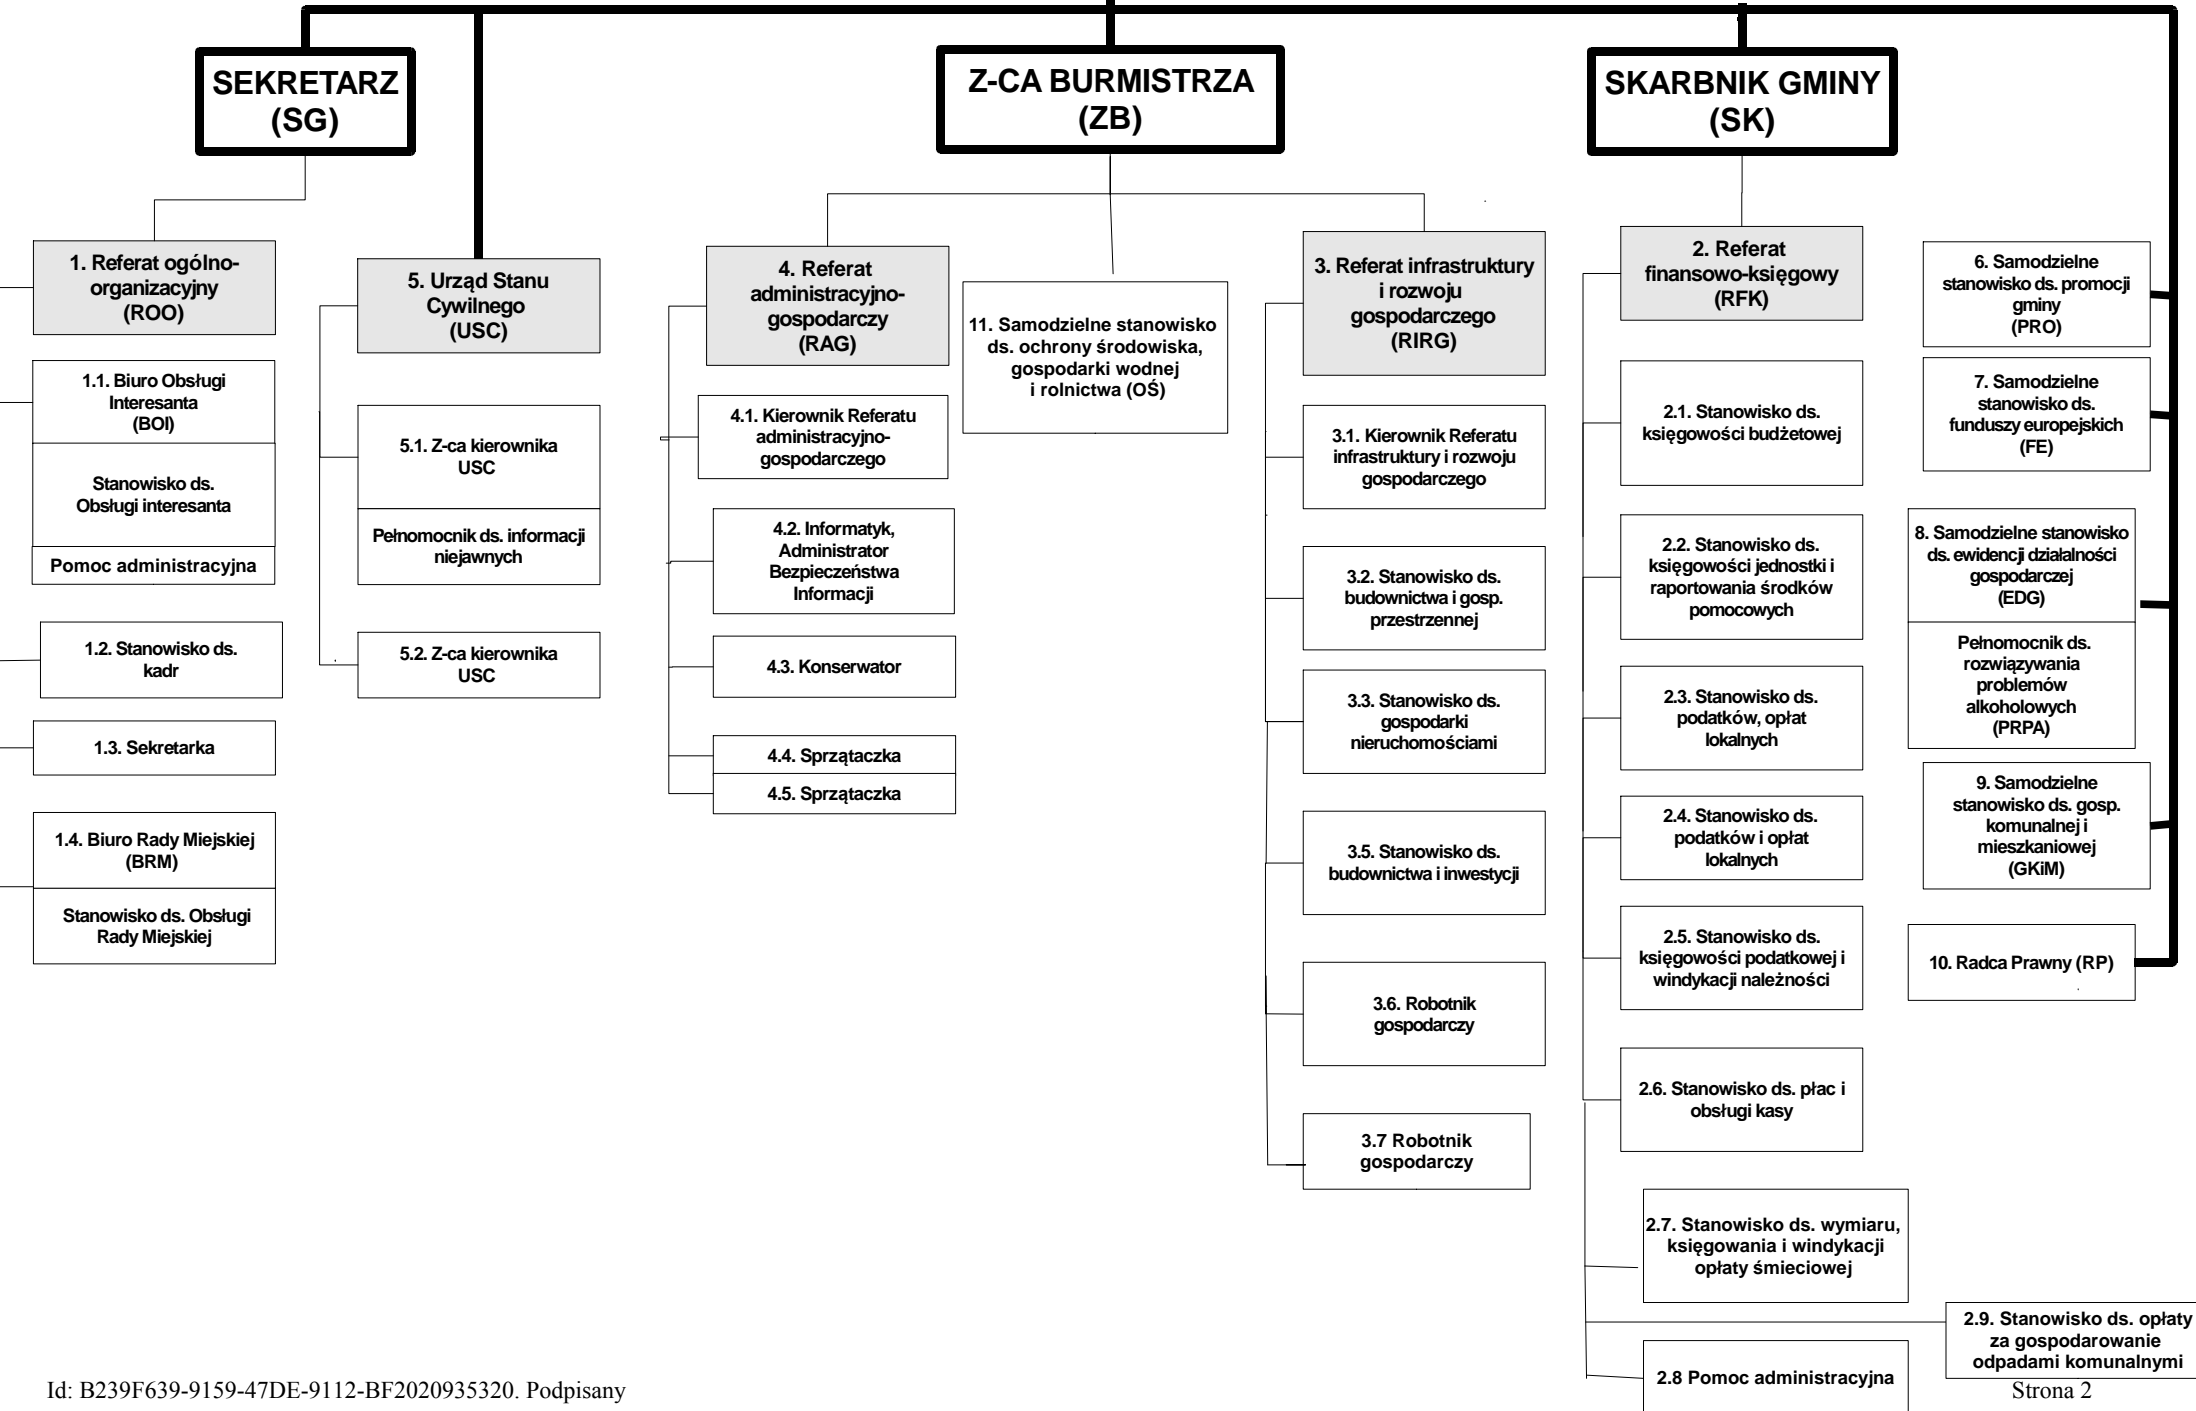 SEKRETARZ
(SG)
Z-CA BURMISTRZA
(ZB)
SKARBNIK GMINY
(SK)
1. Referat ogólno-
organizacyjny
(ROO)
1.1. Biuro Obsługi
Interesanta
(BOI)
Stanowisko ds.
Obsługi interesanta
Pomoc administracyjna
1.2. Stanowisko ds.
kadr
1.3. Sekretarka
1.4. Biuro Rady Miejskiej
(BRM)
Stanowisko ds. Obsługi
Rady Miejskiej
5. Urząd Stanu
Cywilnego
(USC)
5.1. Z-ca kierownika
USC
Pełnomocnik ds. informacji
niejawnych
5.2. Z-ca kierownika
USC
4. Referat
administracyjno-
gospodarczy
(RAG)
4.1. Kierownik Referatu
administracyjno-
gospodarczego
4.2. Informatyk,
Administrator
Bezpieczeństwa
Informacji
4.3. Konserwator
4.4. Sprzątaczka
4.5. Sprzątaczka
11. Samodzielne stanowisko
ds. ochrony środowiska,
gospodarki wodnej
i rolnictwa (OŚ)
3. Referat infrastruktury
i rozwoju
gospodarczego
(RIRG)
3.1. Kierownik Referatu
infrastruktury i rozwoju
gospodarczego
3.2. Stanowisko ds.
budownictwa i gosp.
przestrzennej
3.3. Stanowisko ds.
gospodarki
nieruchomościami
3.5. Stanowisko ds.
budownictwa i inwestycji
3.6. Robotnik
gospodarczy
3.7 Robotnik
gospodarczy
2. Referat
finansowo-księgowy
(RFK)
2.1. Stanowisko ds.
księgowości budżetowej
2.2. Stanowisko ds.
księgowości jednostki i
raportowania środków
pomocowych
2.3. Stanowisko ds.
podatków, opłat
lokalnych
2.4. Stanowisko ds.
podatków i opłat
lokalnych
2.5. Stanowisko ds.
księgowości podatkowej i
windykacji należności
2.6. Stanowisko ds. płac i
obsługi kasy
2.7. Stanowisko ds. wymiaru,
księgowania i windykacji
opłaty śmieciowej
2.8 Pomoc administracyjna
2.9. Stanowisko ds. opłaty
za gospodarowanie
odpadami komunalnymi
6. Samodzielne
stanowisko ds. promocji
gminy
(PRO)
7. Samodzielne
stanowisko ds.
funduszy europejskich
(FE)
8. Samodzielne stanowisko
ds. ewidencji działalności
gospodarczej
(EDG)
Pełnomocnik ds.
rozwiązywania
problemów
alkoholowych
(PRPA)
9. Samodzielne
stanowisko ds. gosp.
komunalnej i
mieszkaniowej
(GKiM)
10. Radca Prawny (RP)
Id: B239F639-9159-47DE-9112-BF2020935320. Podpisany
Strona 2